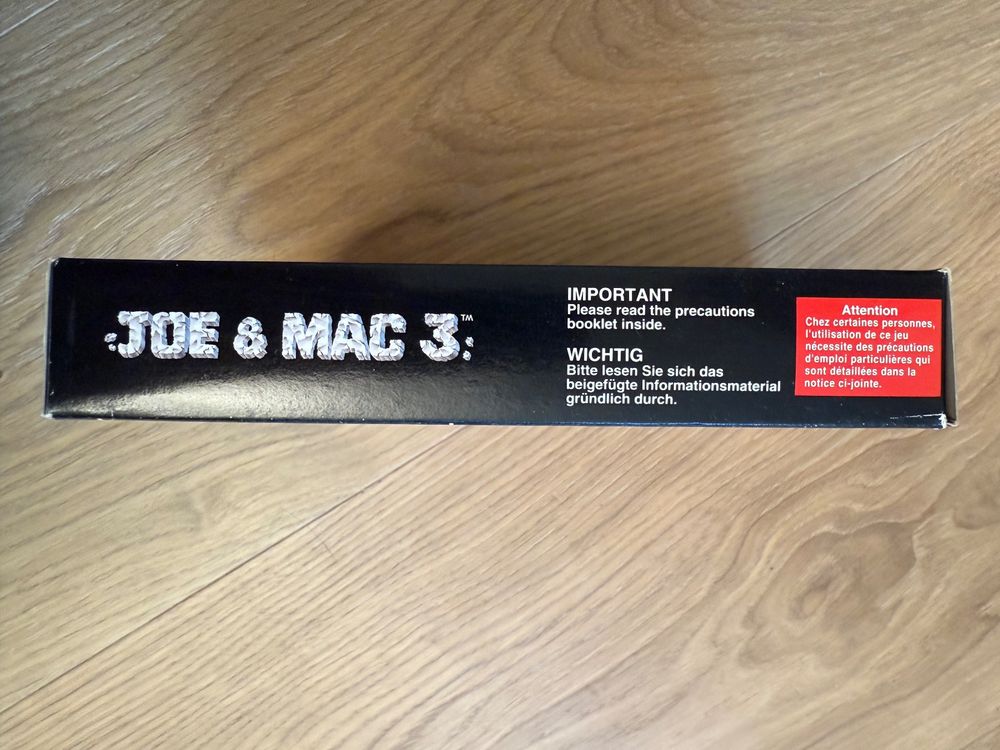 JOE & MAC 3™
IMPORTANT
Please read the precautions
booklet inside.
WICHTIG
Bitte lesen Sie sich das
beigefügte Informationsmaterial
gründlich durch.
Attention
Chez certaines personnes,
l'utilisation de ce jeu
nécessite des précautions
d'emploi particulières qui
sont détaillées dans la
notice ci-jointe.